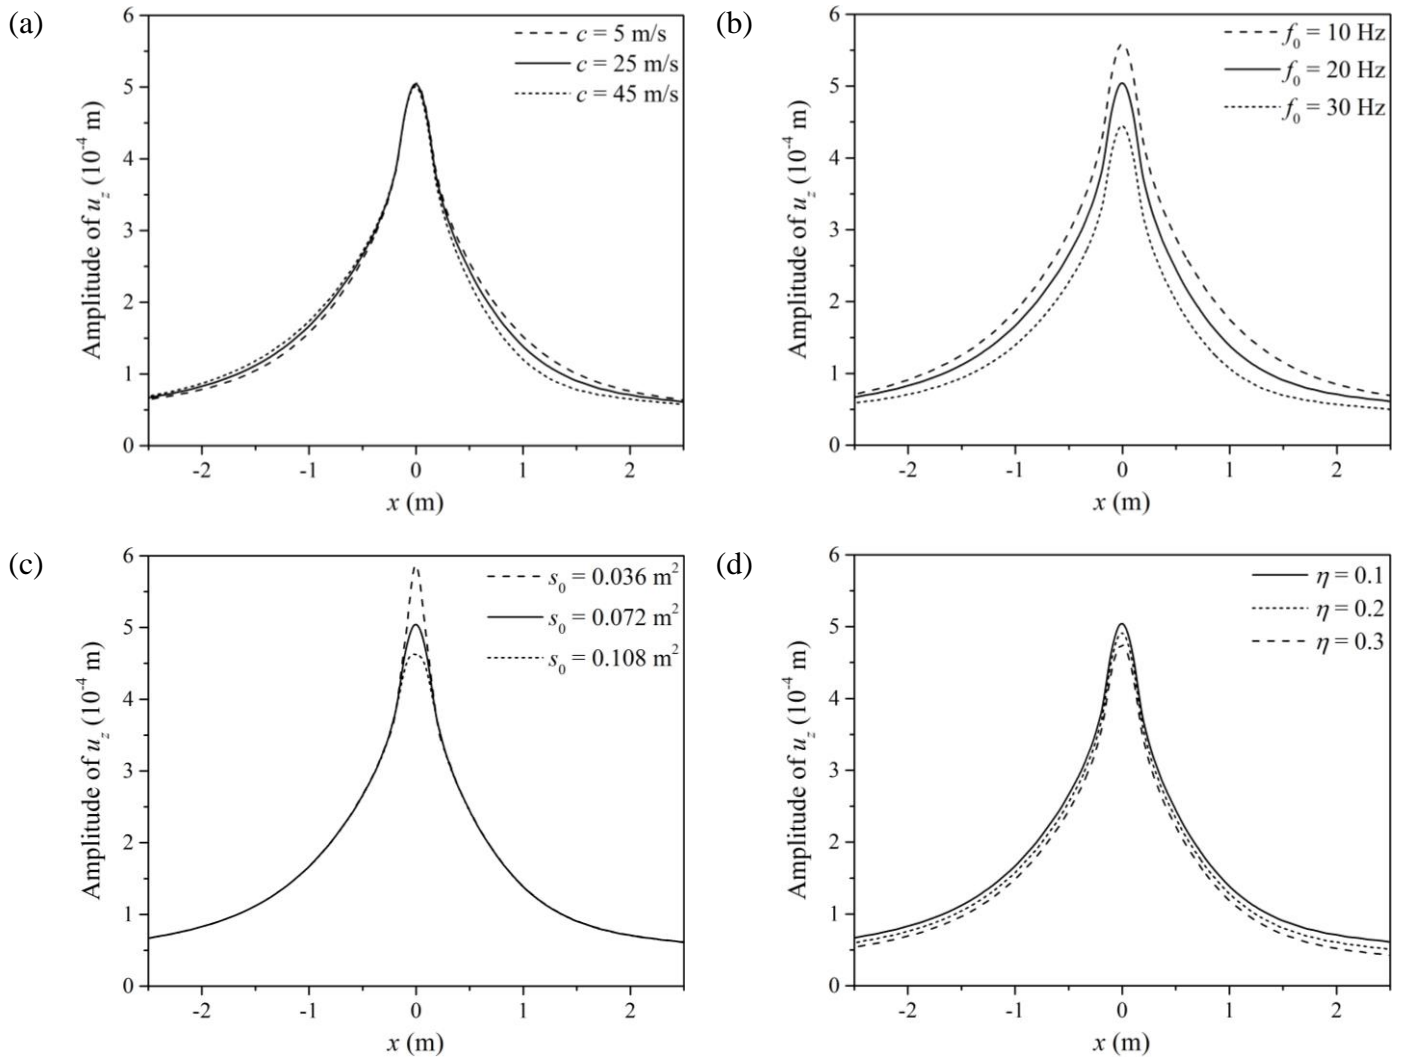 (a)
6
5
4
3
2
1
0
-2 -1 0 1 2
x (m)
Amplitude of u_z (10^-4 m)
c = 5 m/s
c = 25 m/s
c = 45 m/s
(b)
6
5
4
3
2
1
0
-2 -1 0 1 2
x (m)
Amplitude of u_z (10^-4 m)
f_0 = 10 Hz
f_0 = 20 Hz
f_0 = 30 Hz
(c)
6
5
4
3
2
1
0
-2 -1 0 1 2
x (m)
Amplitude of u_z (10^-4 m)
s_0 = 0.036 m^2
s_0 = 0.072 m^2
s_0 = 0.108 m^2
(d)
6
5
4
3
2
1
0
-2 -1 0 1 2
x (m)
Amplitude of u_z (10^-4 m)
η = 0.1
η = 0.2
η = 0.3